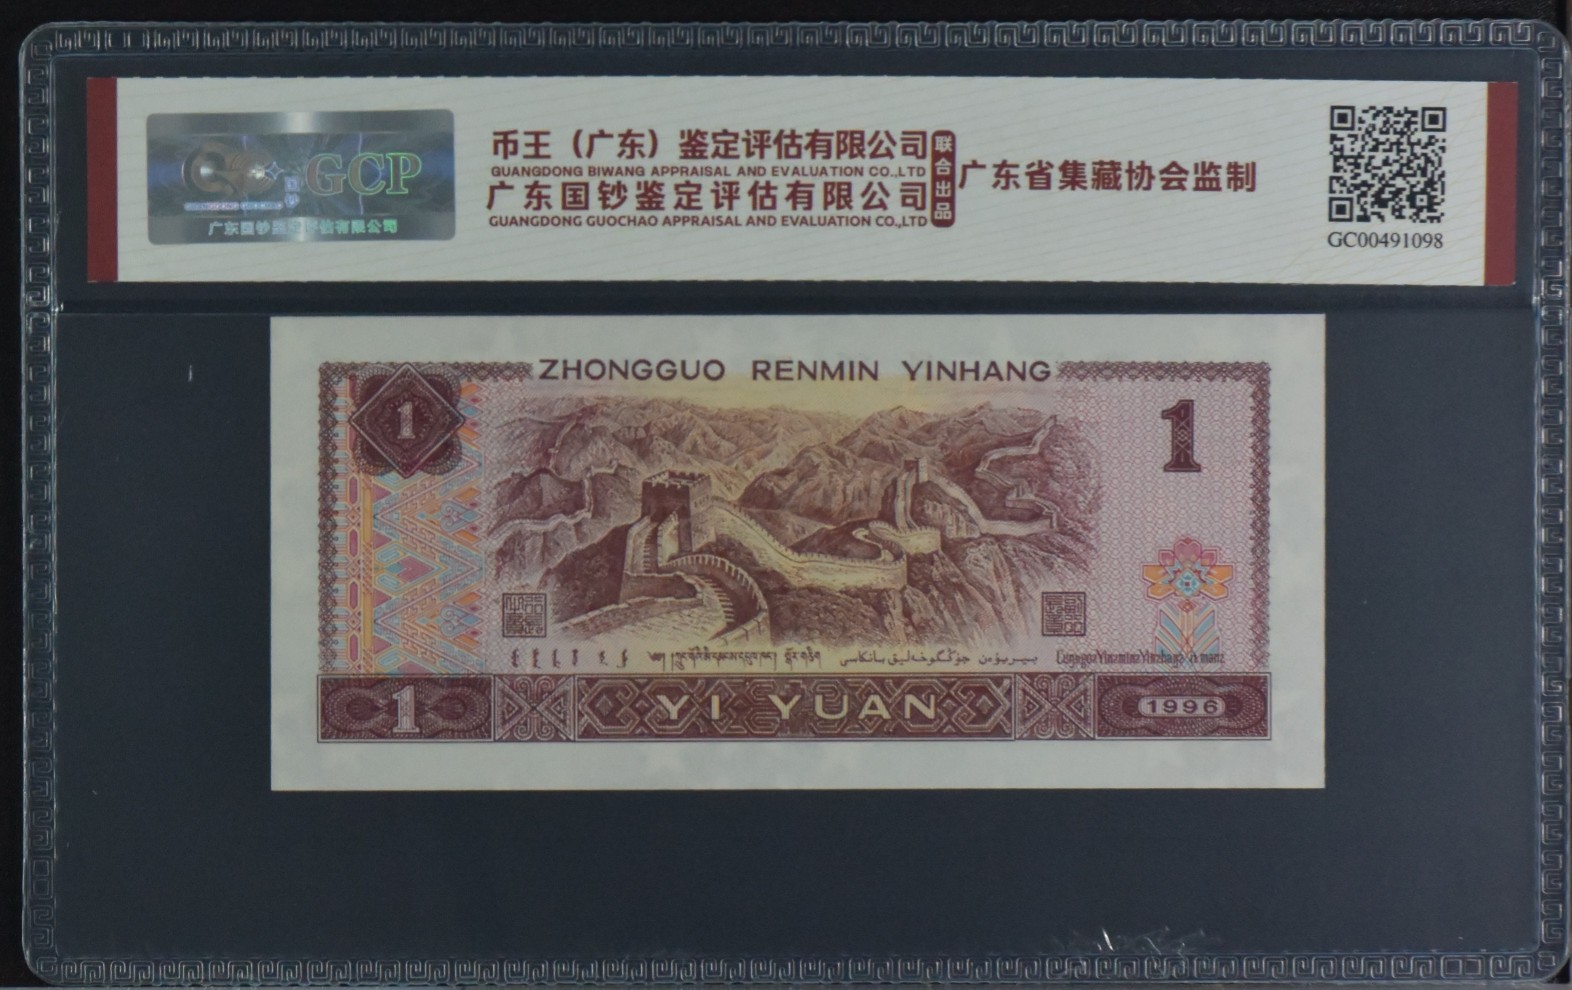 GCP
广东国钞鉴定评估有限公司
币王（广东）鉴定评估有限公司
GUANGDONG BIWANG APPRAISAL AND EVALUATION CO.,LTD
广东国钞鉴定评估有限公司
GUANGDONG GUOCHAO APPRAISAL AND EVALUATION CO.,LTD
联合出品
广东省集藏协会监制
GC00491098
ZHONGGUO RENMIN YINHANG
1
1
1
YI YUAN
1996